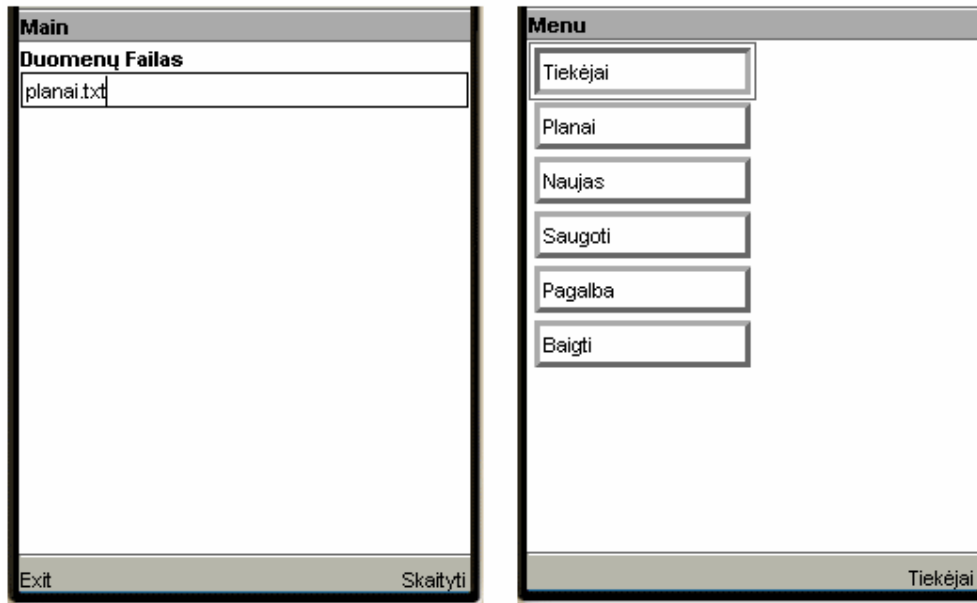 Main
Duomenų Failas
planai.txt
Exit
Skaityti
Menu
Tiekėjai
Planai
Naujas
Saugoti
Pagalba
Baigti
Tiekėjai